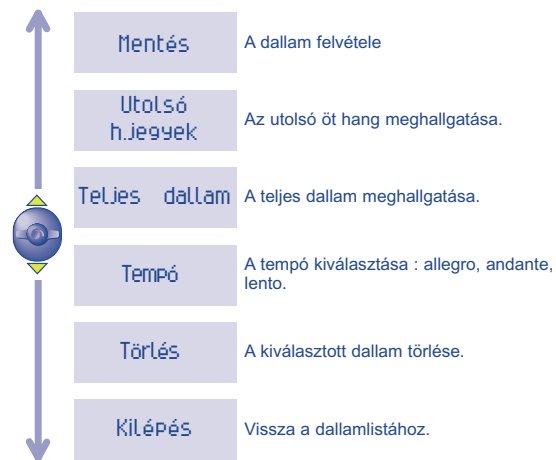 Mentés
A dallam felvétele
Utolsó
h.jegyek
Az utolsó öt hang meghallgatása.
Teljes dallam
A teljes dallam meghallgatása.
Tempó
A tempó kiválasztása : allegro, andante,
lento.
Törlés
A kiválasztott dallam törlése.
Kilépés
Vissza a dallamlistához.